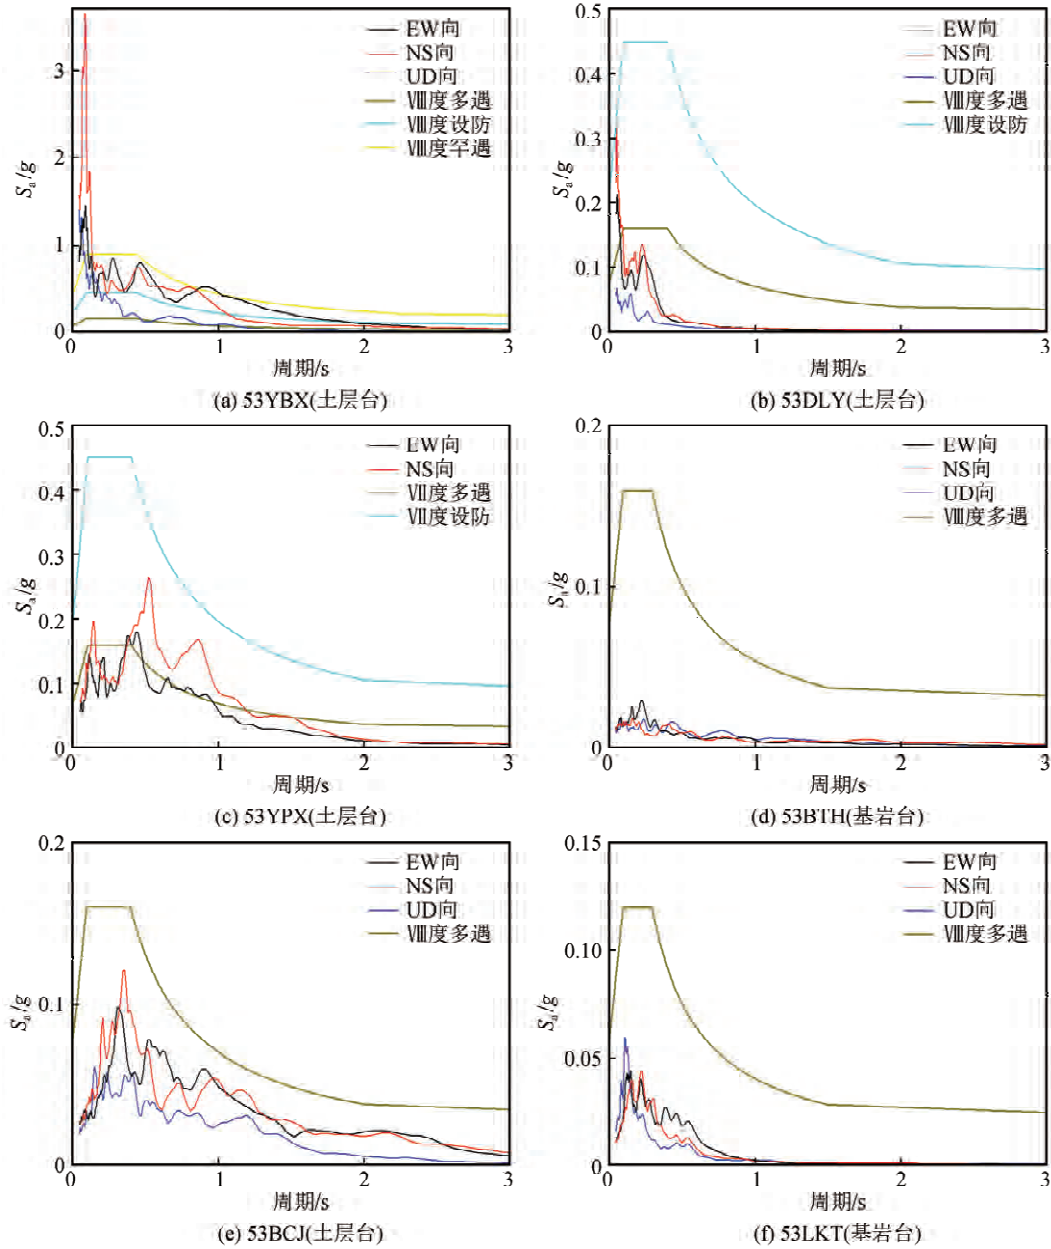 EW向
NS向
UD向
Ⅷ度多遇
Ⅷ度设防
Ⅷ度罕遇
3
2
1
0
Sa/g
0 1 2 3
周期/s
(a) 53YBX(土层台)
EW向
NS向
UD向
Ⅷ度多遇
Ⅷ度设防
0.5
0.4
0.3
0.2
0.1
0
Sa/g
0 1 2 3
周期/s
(b) 53DLY(土层台)
EW向
NS向
Ⅷ度多遇
Ⅷ度设防
0.5
0.4
0.3
0.2
0.1
0
Sa/g
0 1 2 3
周期/s
(c) 53YPX(土层台)
EW向
NS向
UD向
Ⅷ度多遇
0.2
0.1
0
Sa/g
0 1 2 3
周期/s
(d) 53BTH(基岩台)
EW向
NS向
UD向
Ⅷ度多遇
0.2
0.1
0
Sa/g
0 1 2 3
周期/s
(e) 53BCJ(土层台)
EW向
NS向
UD向
Ⅷ度多遇
0.15
0.10
0.05
0
Sa/g
0 1 2 3
周期/s
(f) 53LKT(基岩台)